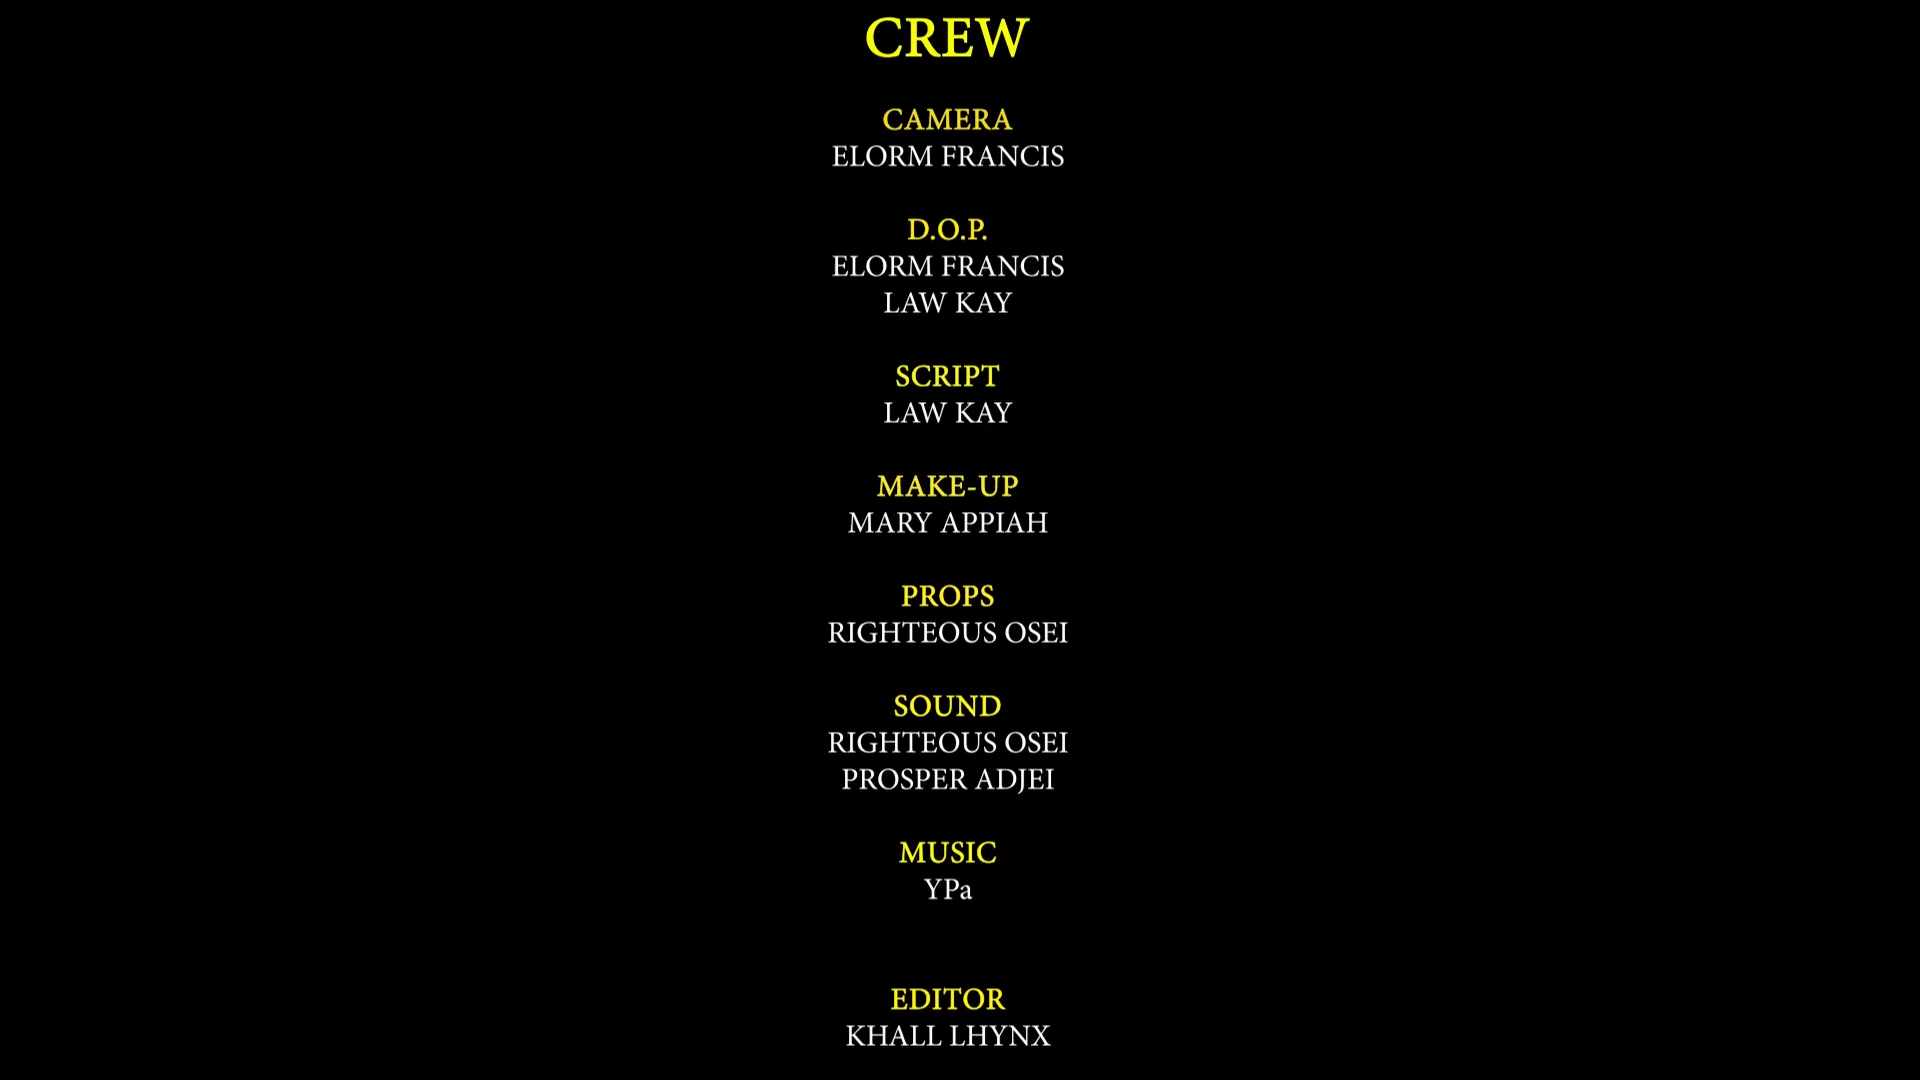 CREW
CAMERA
ELORM FRANCIS
D.O.P.
ELORM FRANCIS
LAW KAY
SCRIPT
LAW KAY
MAKE-UP
MARY APPIAH
PROPS
RIGHTEOUS OSEI
SOUND
RIGHTEOUS OSEI
PROSPER ADJEI
MUSIC
YPa
EDITOR
KHALL LHYNX